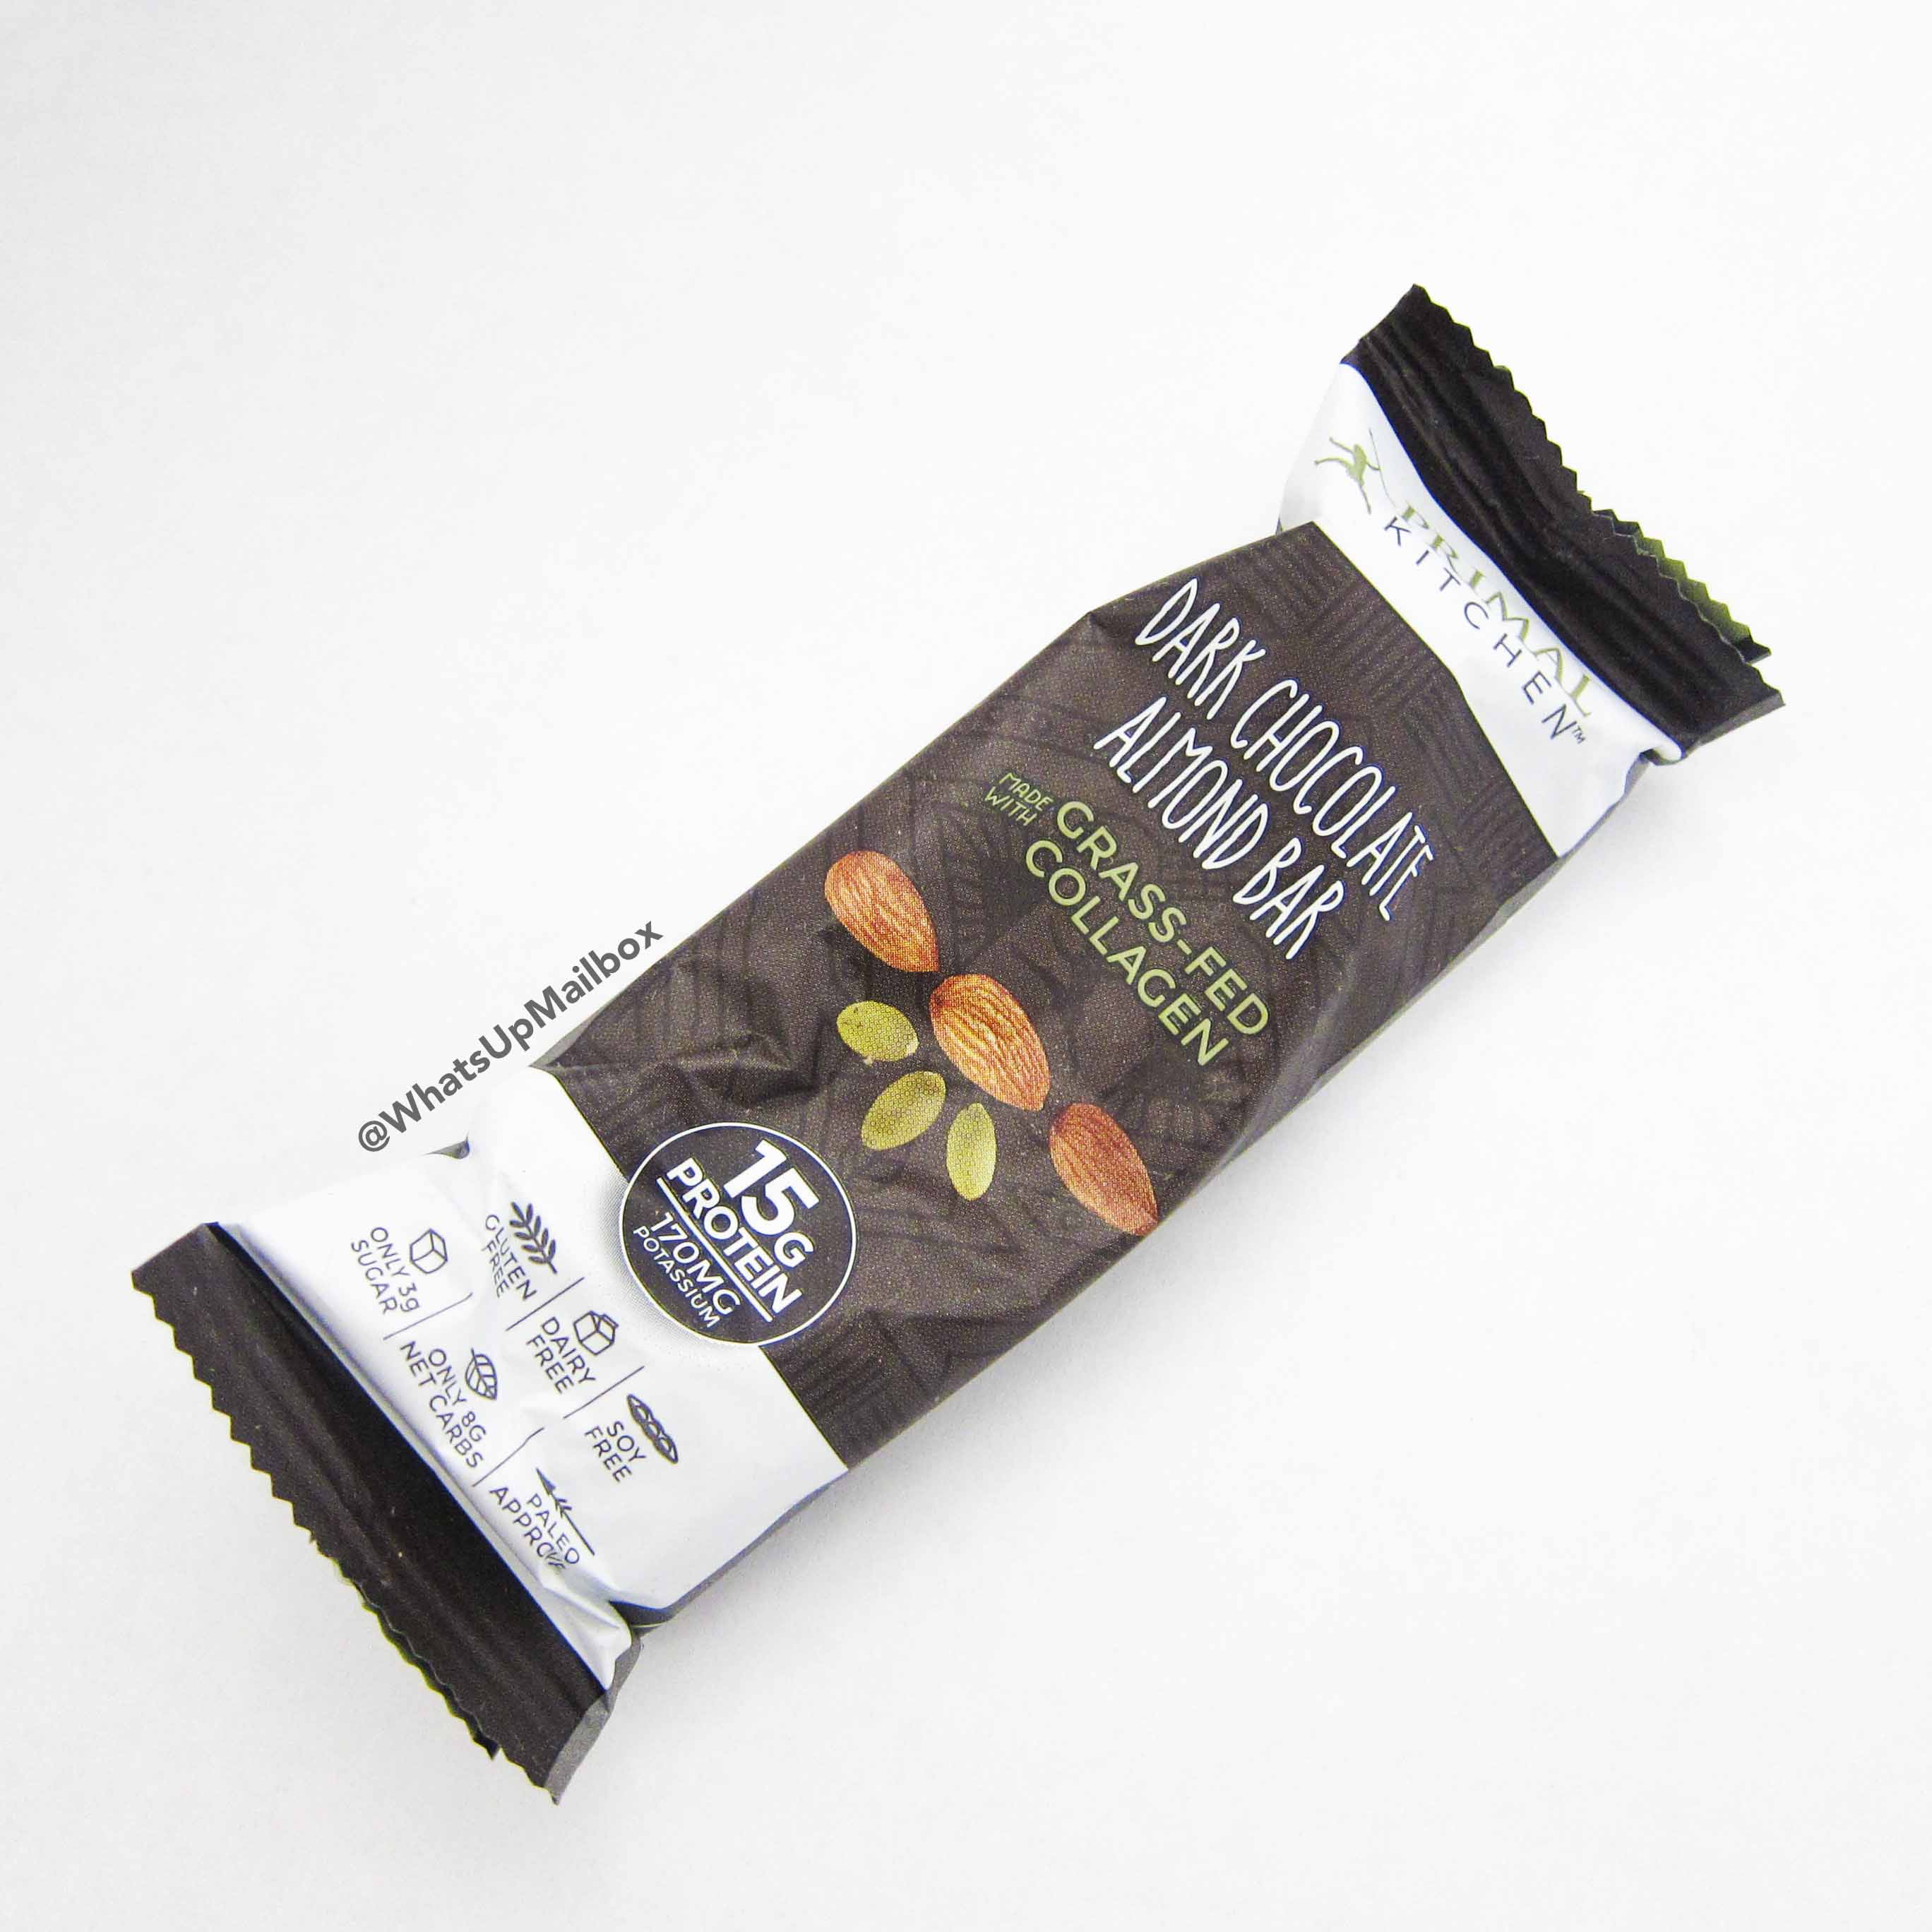 PRIMAL
KITCHEN™
DARK CHOCOLATE
ALMOND BAR
MADE
WITH
GRASS-FED
COLLAGEN
15G
PROTEIN
170MG
POTASSIUM
GLUTEN
FREE
DAIRY
FREE
SOY
FREE
ONLY 3g
SUGAR
ONLY 8G
NET CARBS
PALEO
APPROVE
@WhatsUpMailbox